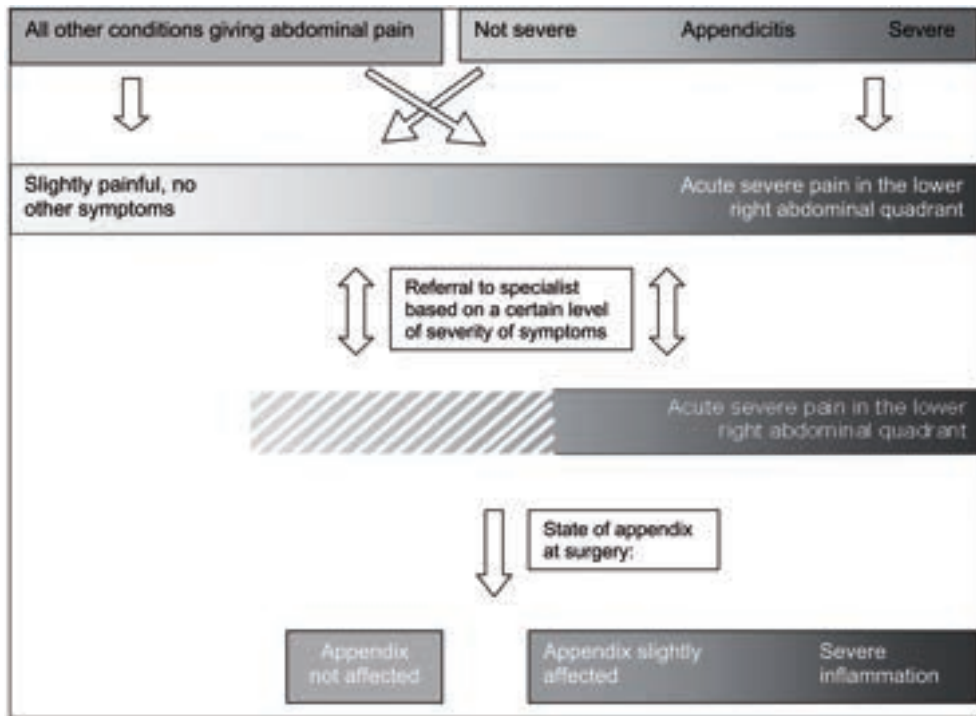 All other conditions giving abdominal pain
Not severe Appendicitis Severe
Slightly painful, no
other symptoms
Acute severe pain in the lower
right abdominal quadrant
Referral to specialist
based on a certain level
of severity of symptoms
Acute severe pain in the lower
right abdominal quadrant
State of appendix
at surgery:
Appendix
not affected
Appendix slightly
affected
Severe
inflammation